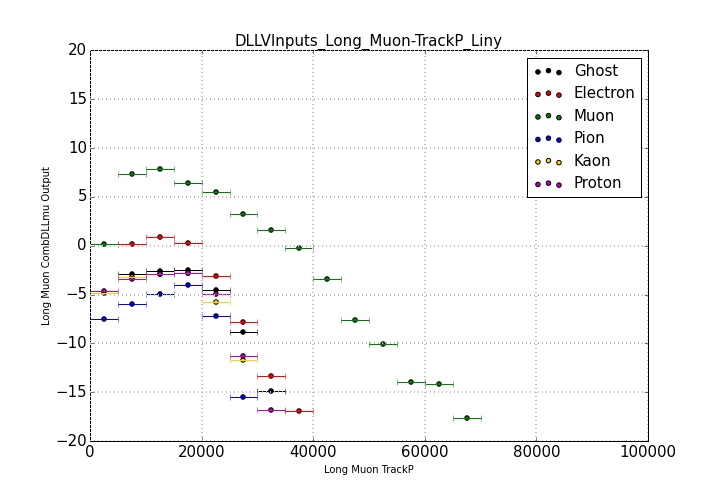 DLLVInputs_Long_Muon-TrackP_Liny
20
15
10
5
0
−5
−10
−15
−20
Long Muon CombDLLmu Output
Ghost
Electron
Muon
Pion
Kaon
Proton
0 20000 40000 60000 80000 100000
Long Muon TrackP